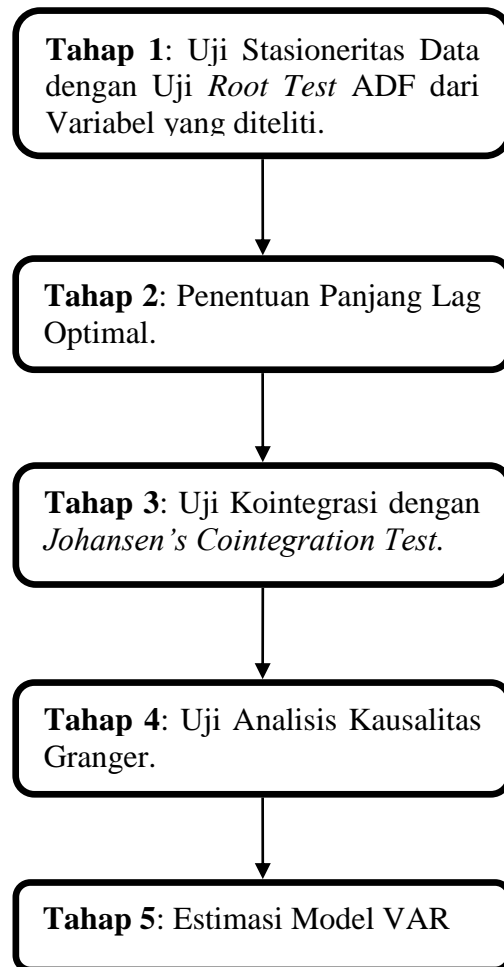 Tahap 1: Uji Stasioneritas Data
dengan Uji Root Test ADF dari
Variabel yang diteliti.
Tahap 2: Penentuan Panjang Lag
Optimal.
Tahap 3: Uji Kointegrasi dengan
Johansen’s Cointegration Test.
Tahap 4: Uji Analisis Kausalitas
Granger.
Tahap 5: Estimasi Model VAR